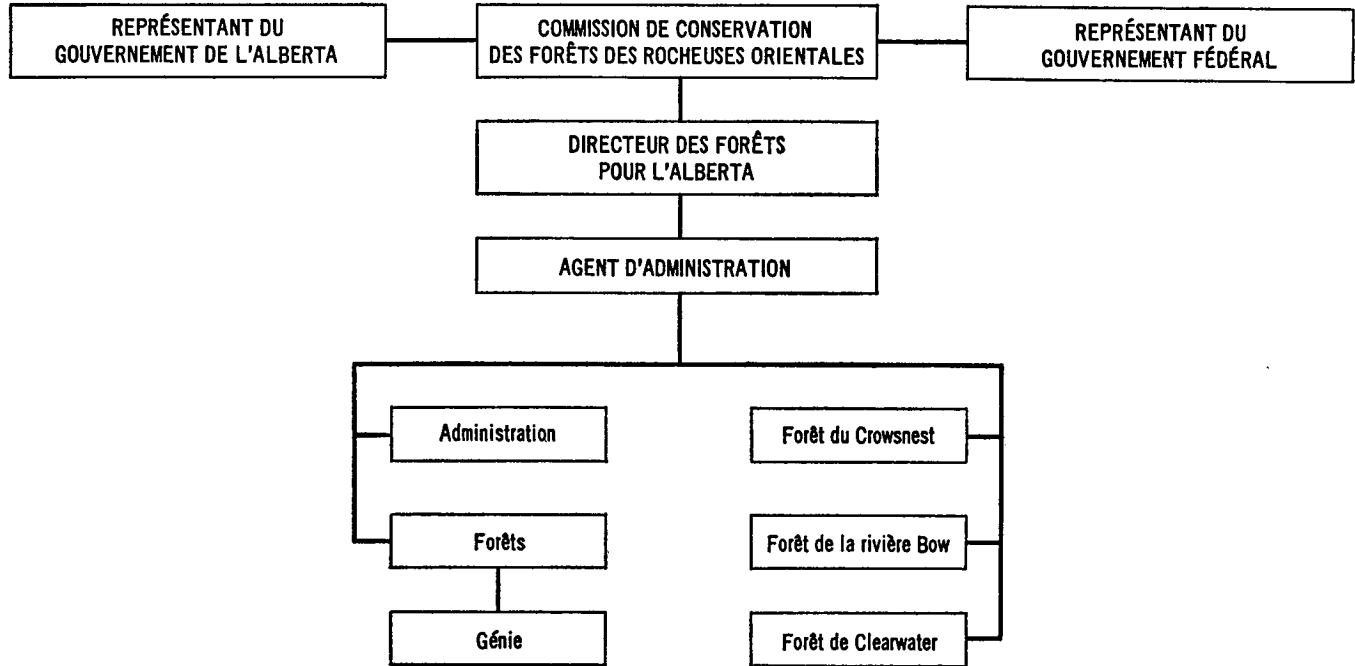 REPRÉSENTANT DU
GOUVERNEMENT DE L'ALBERTA
COMMISSION DE CONSERVATION
DES FORÊTS DES ROCHEUSES ORIENTALES
REPRÉSENTANT DU
GOUVERNEMENT FÉDÉRAL
DIRECTEUR DES FORÊTS
POUR L'ALBERTA
AGENT D'ADMINISTRATION
Administration
Forêt du Crowsnest
Forêts
Forêt de la rivière Bow
Génie
Forêt de Clearwater